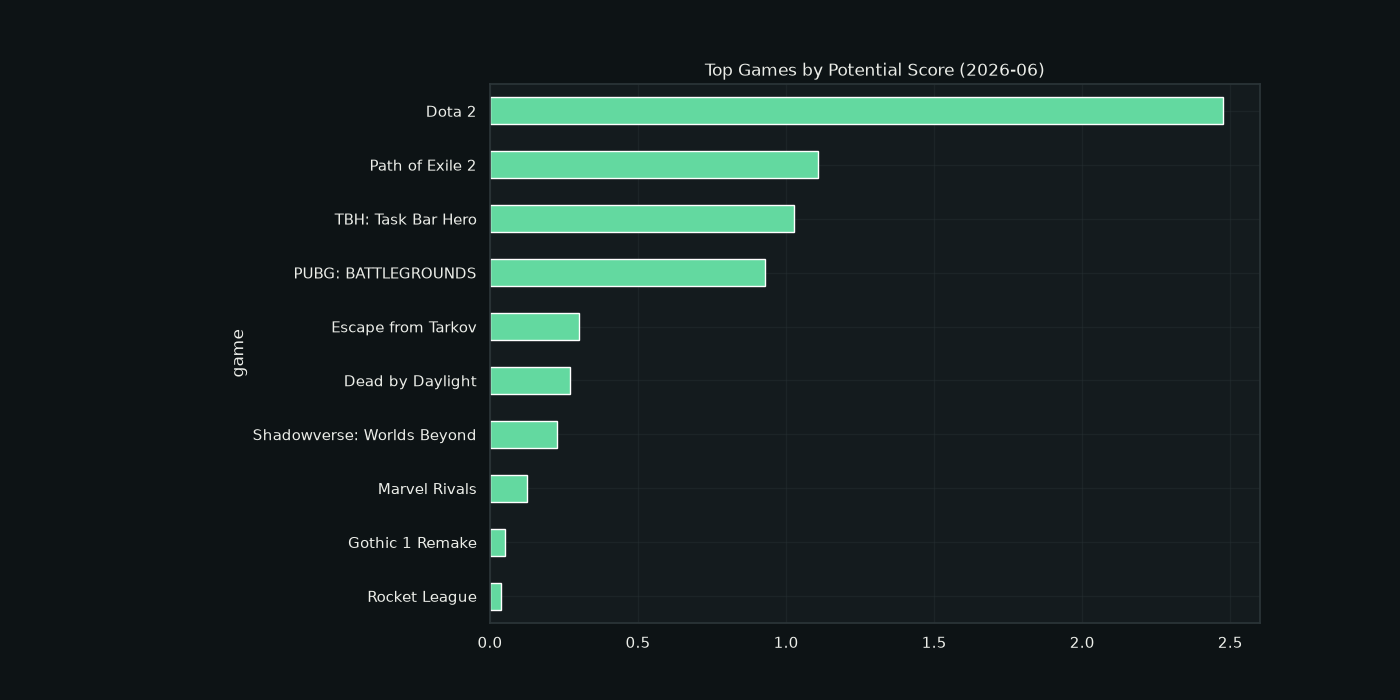 Top Games by Potential Score (2026-06)
Dota 2
Path of Exile 2
TBH: Task Bar Hero
PUBG: BATTLEGROUNDS
Escape from Tarkov
game
Dead by Daylight
Shadowverse: Worlds Beyond
Marvel Rivals
Gothic 1 Remake
Rocket League
0.0 0.5 1.0 1.5 2.0 2.5